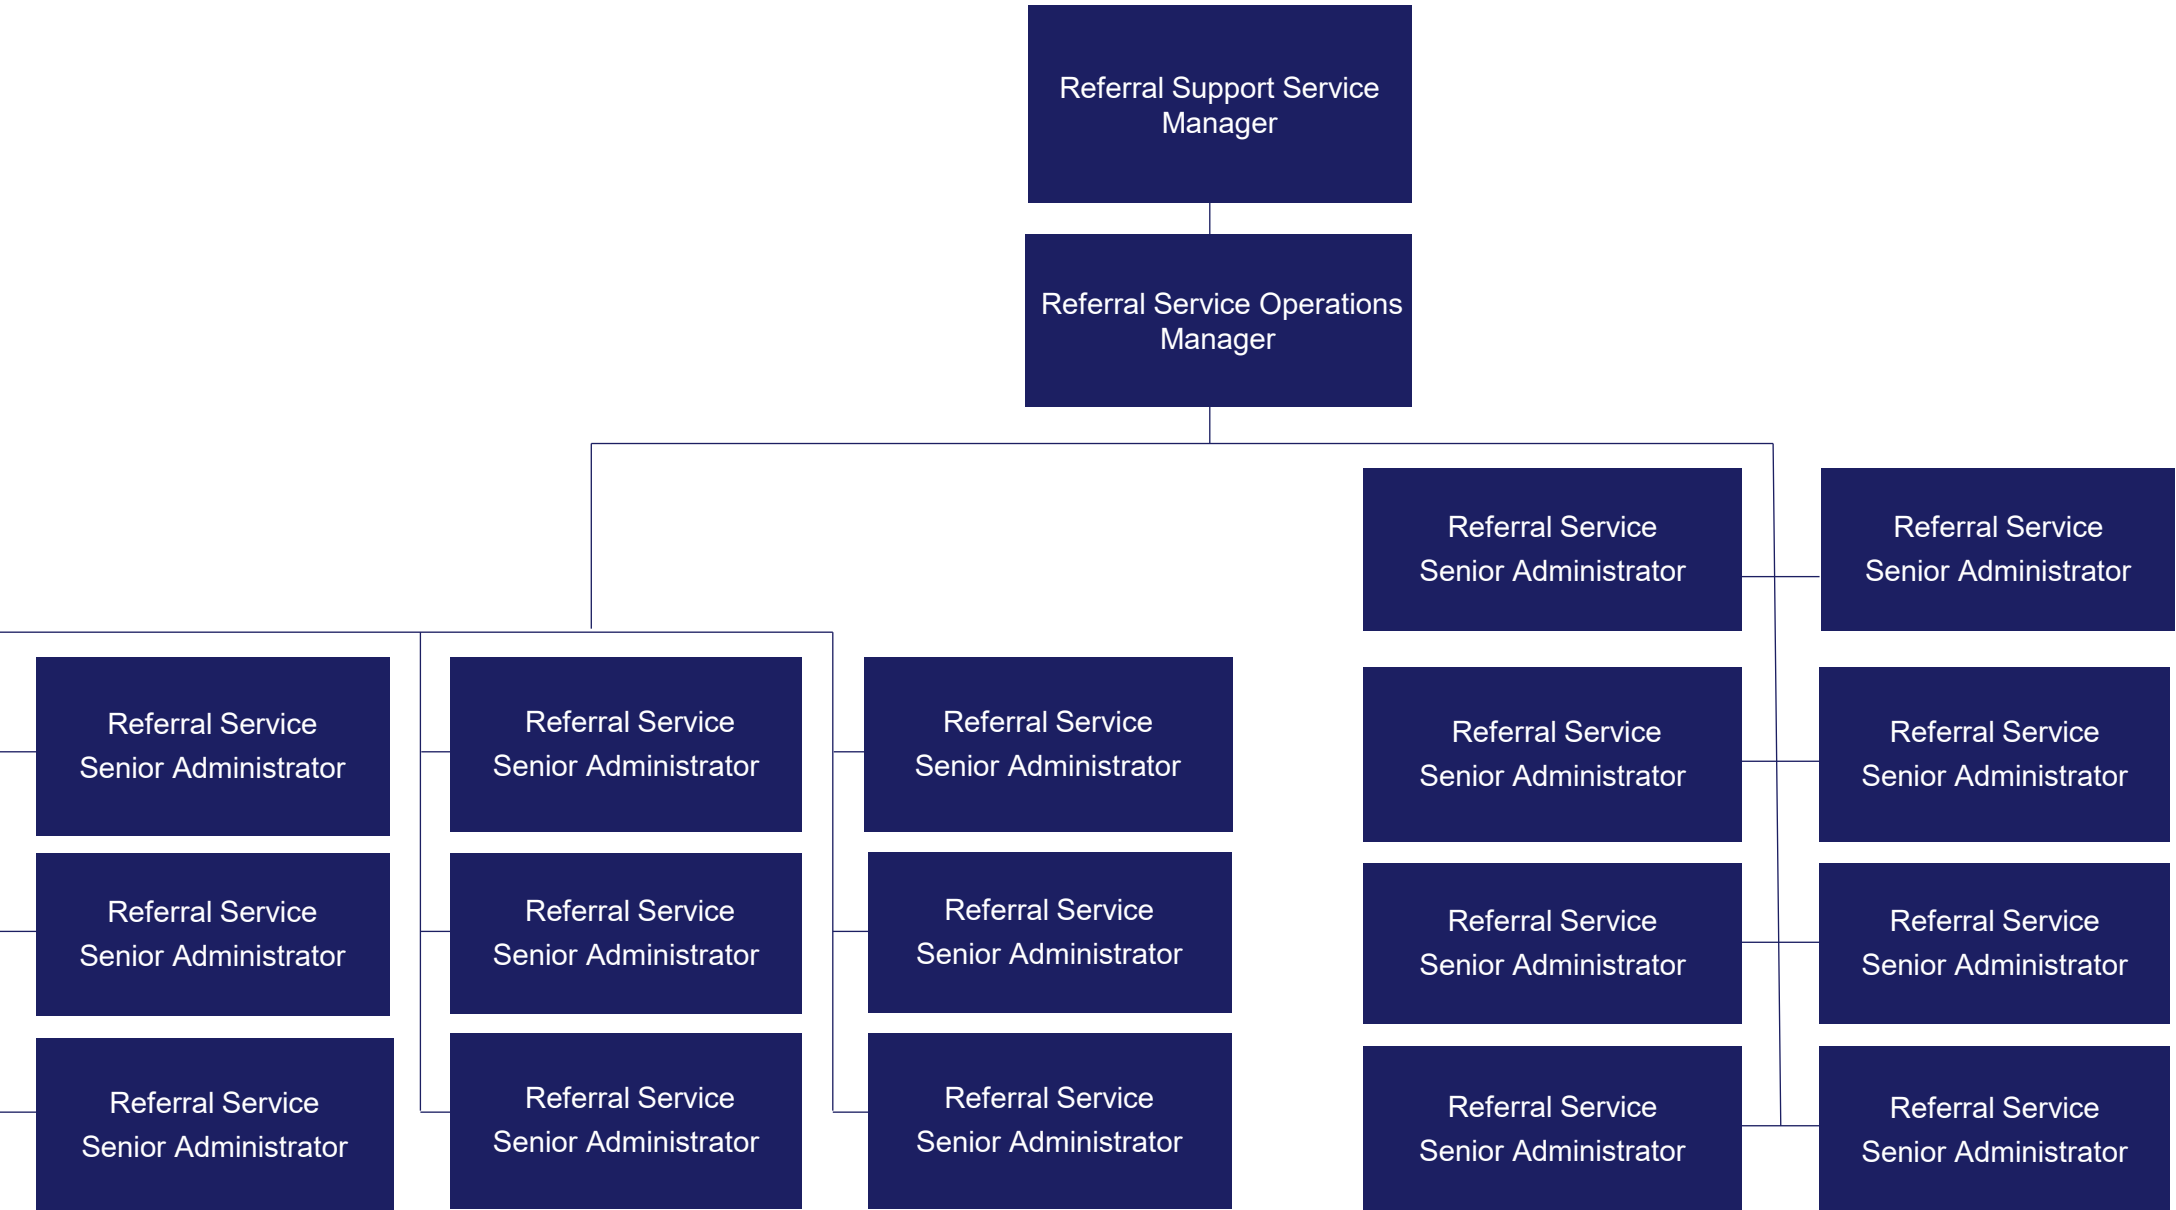 Referral Support Service
Manager
Referral Service Operations
Manager
Referral Service
Senior Administrator
Referral Service
Senior Administrator
Referral Service
Senior Administrator
Referral Service
Senior Administrator
Referral Service
Senior Administrator
Referral Service
Senior Administrator
Referral Service
Senior Administrator
Referral Service
Senior Administrator
Referral Service
Senior Administrator
Referral Service
Senior Administrator
Referral Service
Senior Administrator
Referral Service
Senior Administrator
Referral Service
Senior Administrator
Referral Service
Senior Administrator
Referral Service
Senior Administrator
Referral Service
Senior Administrator
Referral Service
Senior Administrator